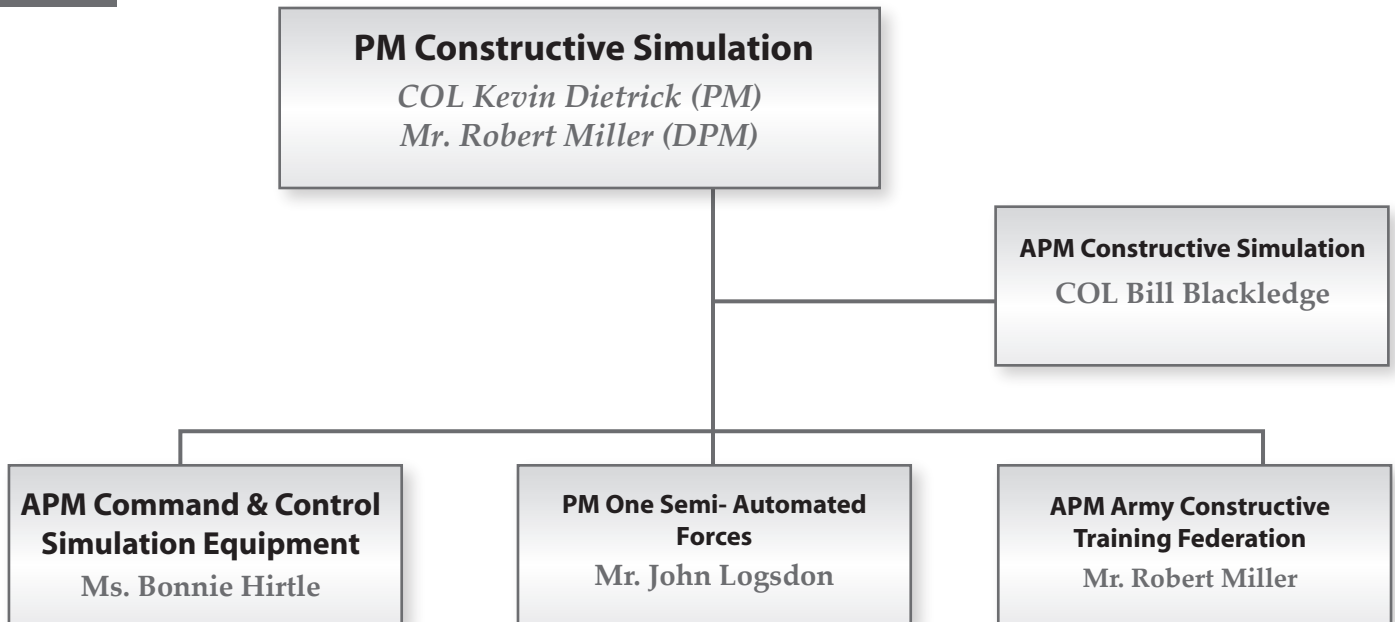 PM Constructive Simulation
COL Kevin Dietrick (PM)
Mr. Robert Miller (DPM)
APM Constructive Simulation
COL Bill Blackledge
APM Command & Control
Simulation Equipment
Ms. Bonnie Hirtle
PM One Semi- Automated
Forces
Mr. John Logsdon
APM Army Constructive
Training Federation
Mr. Robert Miller